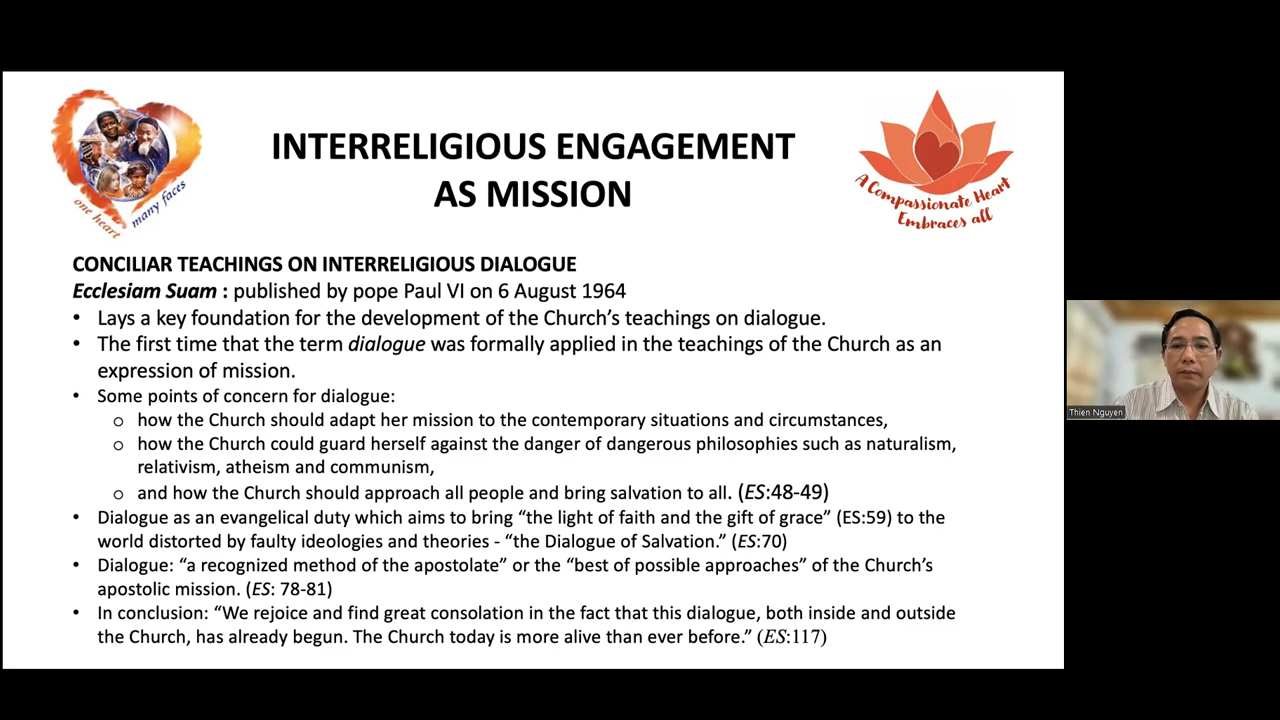 INTERRELIGIOUS ENGAGEMENT
AS MISSION
one heart
many faces
A Compassionate Heart
Embraces all
CONCILIAR TEACHINGS ON INTERRELIGIOUS DIALOGUE
Ecclesiam Suam : published by pope Paul VI on 6 August 1964
• Lays a key foundation for the development of the Church’s teachings on dialogue.
• The first time that the term dialogue was formally applied in the teachings of the Church as an
expression of mission.
• Some points of concern for dialogue:
o how the Church should adapt her mission to the contemporary situations and circumstances,
o how the Church could guard herself against the danger of dangerous philosophies such as naturalism,
relativism, atheism and communism,
o and how the Church should approach all people and bring salvation to all. (ES:48-49)
• Dialogue as an evangelical duty which aims to bring “the light of faith and the gift of grace” (ES:59) to the
world distorted by faulty ideologies and theories - “the Dialogue of Salvation.” (ES:70)
• Dialogue: “a recognized method of the apostolate” or the “best of possible approaches” of the Church’s
apostolic mission. (ES: 78-81)
• In conclusion: “We rejoice and find great consolation in the fact that this dialogue, both inside and outside
the Church, has already begun. The Church today is more alive than ever before.” (ES:117)
Thien Nguyen